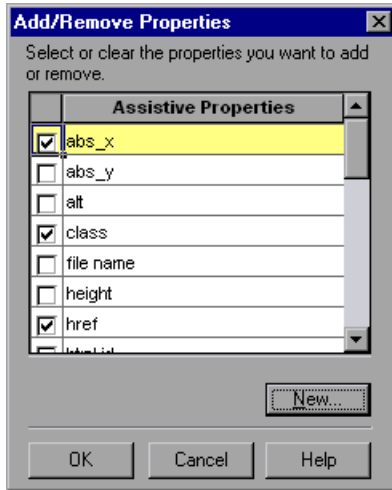 Add/Remove Properties
Select or clear the properties you want to add
or remove.
Assistive Properties
abs_x
abs_y
alt
class
file name
height
href
New...
OK Cancel Help